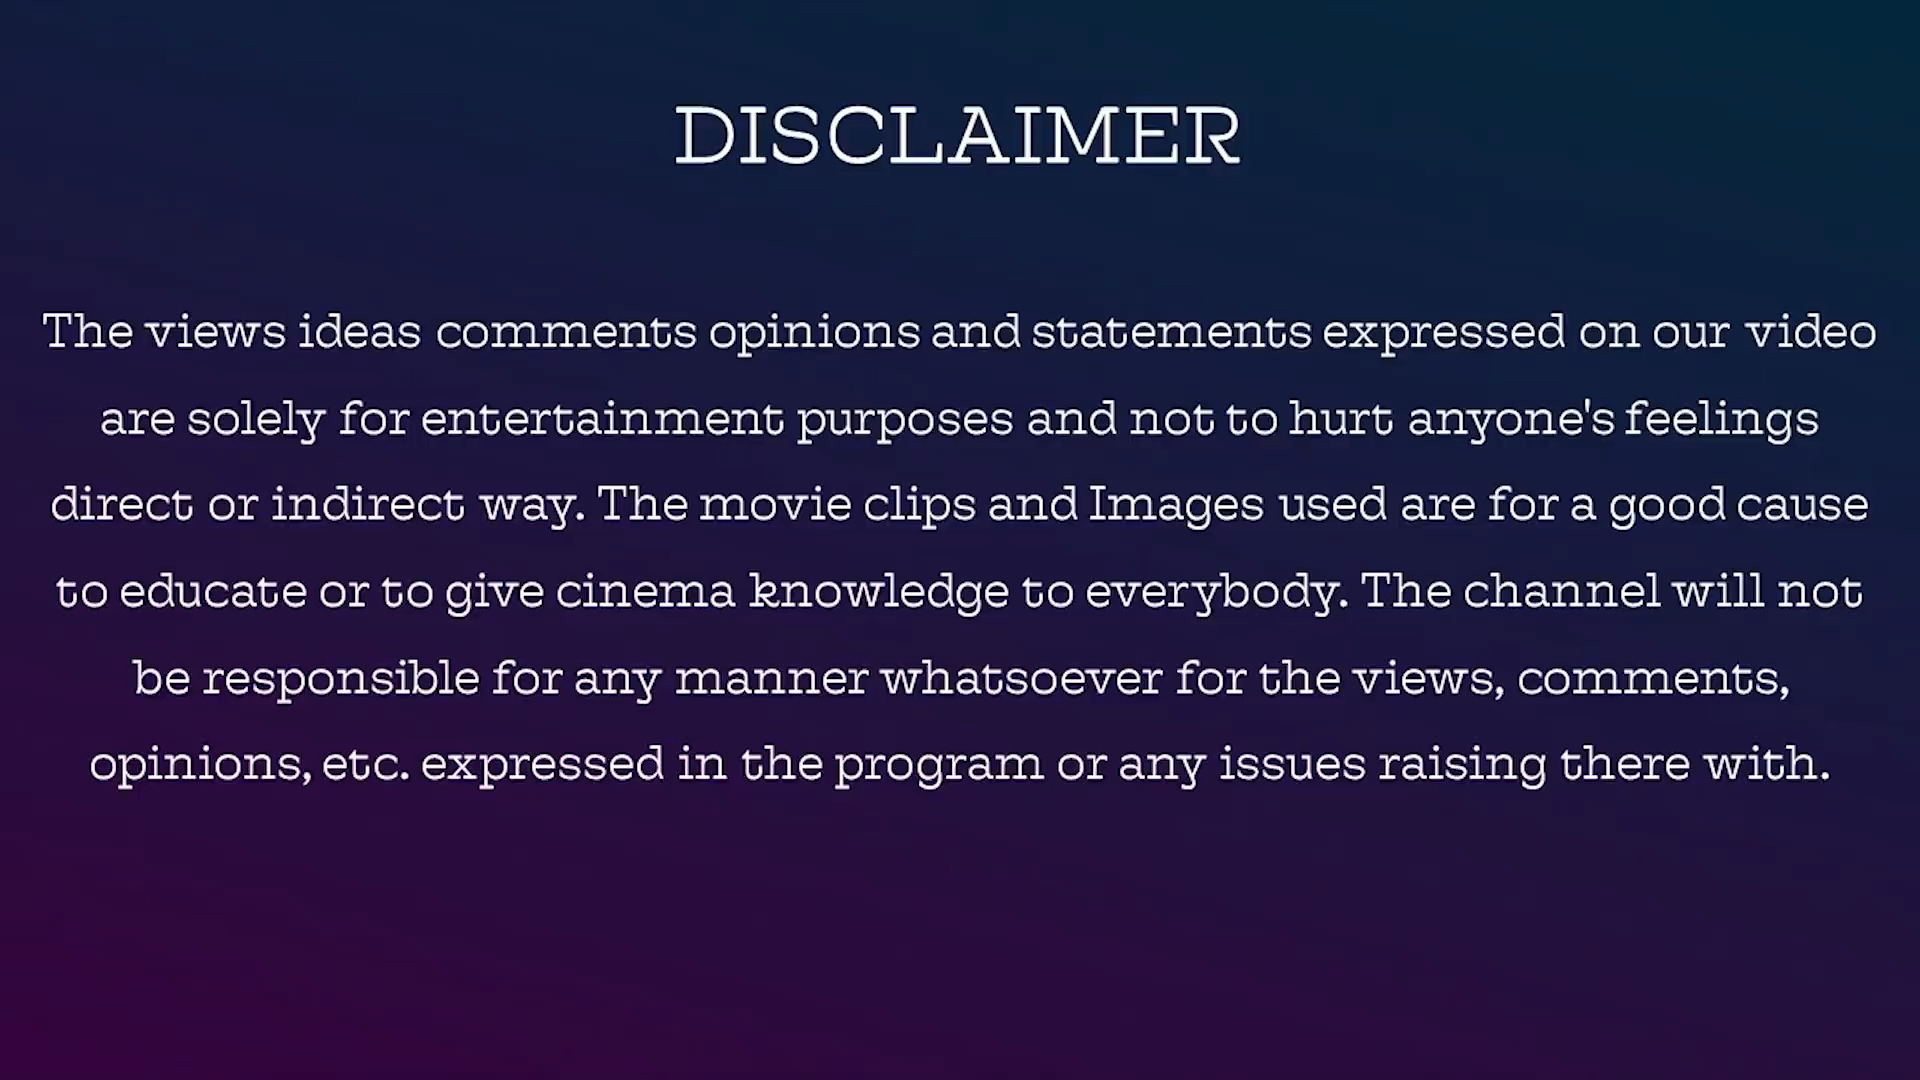 DISCLAIMER
The views ideas comments opinions and statements expressed on our video
are solely for entertainment purposes and not to hurt anyone's feelings
direct or indirect way. The movie clips and Images used are for a good cause
to educate or to give cinema knowledge to everybody. The channel will not
be responsible for any manner whatsoever for the views, comments,
opinions, etc. expressed in the program or any issues raising there with.